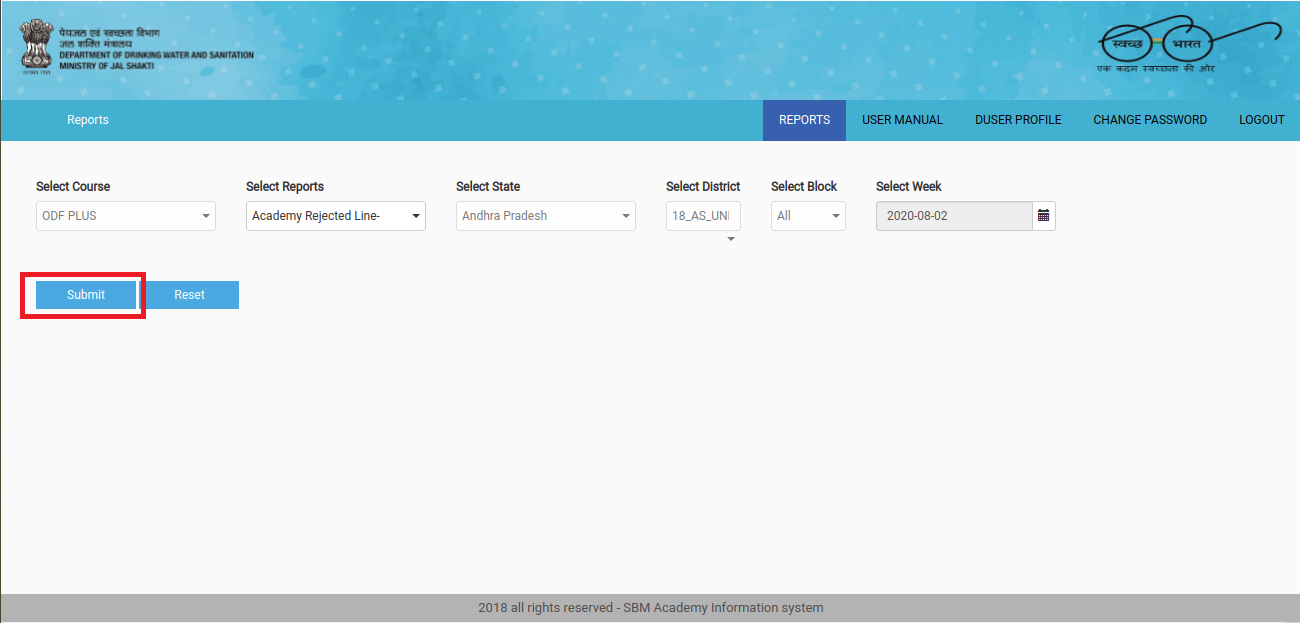 पेयजल एवं स्वच्छता विभाग
जल शक्ति मंत्रालय
DEPARTMENT OF DRINKING WATER AND SANITATION
MINISTRY OF JAL SHAKTI
स्वच्छ भारत
एक कदम स्वच्छता की ओर
Reports
REPORTS USER MANUAL DUSER PROFILE CHANGE PASSWORD LOGOUT
Select Course Select Reports Select State Select District Select Block Select Week
ODF PLUS Academy Rejected Line- Andhra Pradesh 18_AS_UNI All 2020-08-02
Submit Reset
2018 all rights reserved - SBM Academy Information system